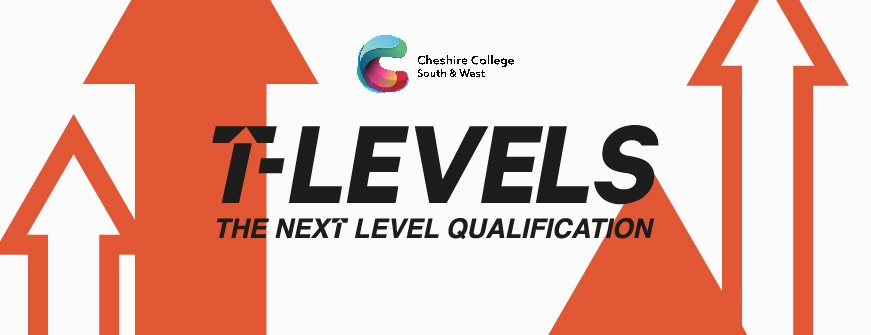 Cheshire College
South & West
T-LEVELS
THE NEXT LEVEL QUALIFICATION